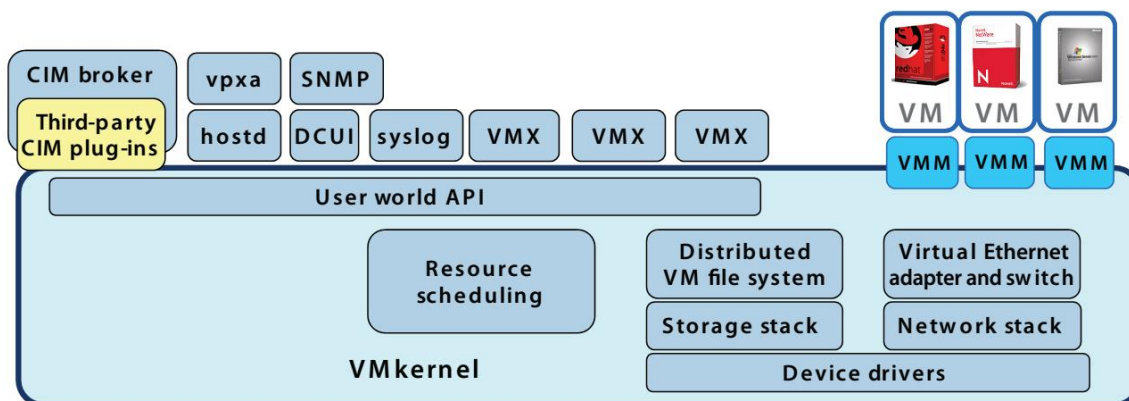 CIM broker
Third-party
CIM plug-ins
vpxa
SNMP
hostd
DCUI
syslog
VMX
VMX
VMX
redhat
NetWare
N
VM
VM
VM
VMM
VMM
VMM
User world API
Resource
scheduling
Distributed
VM file system
Virtual Ethernet
adapter and switch
Storage stack
Network stack
VMkernel
Device drivers